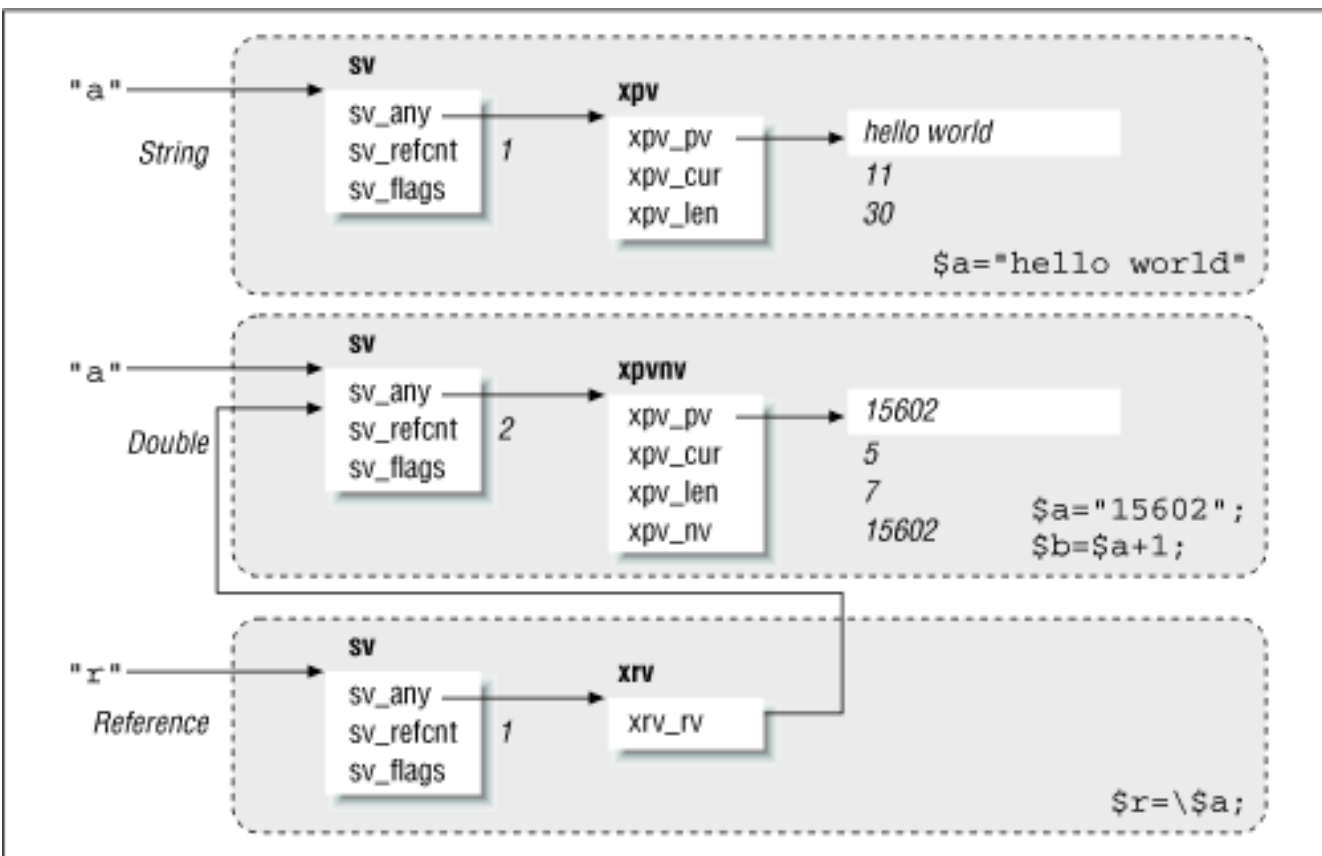 sv
"a"
sv_any
xpv
xpv_pv
hello world
String
sv_refcnt
1
xpv_cur
11
sv_flags
xpv_len
30
$a="hello world"
sv
"a"
sv_any
xpvnv
xpv_pv
15602
Double
sv_refcnt
2
xpv_cur
5
sv_flags
xpv_len
7
$a="15602";
xpv_nv
15602
$b=$a+1;
sv
"r"
sv_any
xrv
Reference
sv_refcnt
1
xrv_rv
sv_flags
$r=\$a;